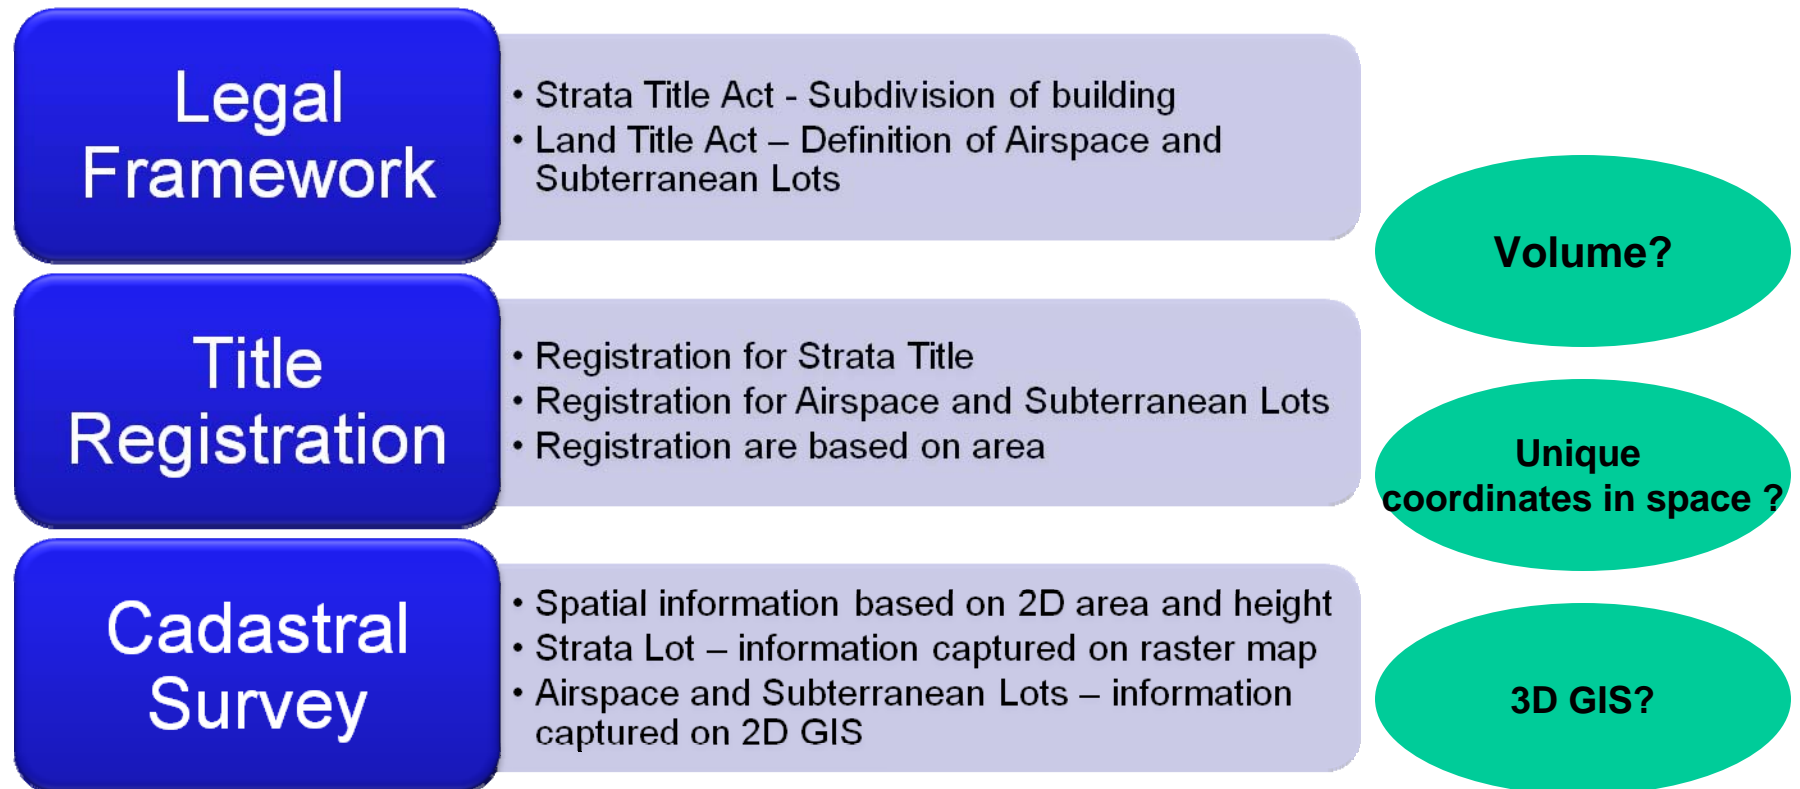 Legal
Framework
• Strata Title Act - Subdivision of building
• Land Title Act – Definition of Airspace and
Subterranean Lots
Title
Registration
• Registration for Strata Title
• Registration for Airspace and Subterranean Lots
• Registration are based on area
Cadastral
Survey
• Spatial information based on 2D area and height
• Strata Lot – information captured on raster map
• Airspace and Subterranean Lots – information
captured on 2D GIS
Volume?
Unique
coordinates in space ?
3D GIS?